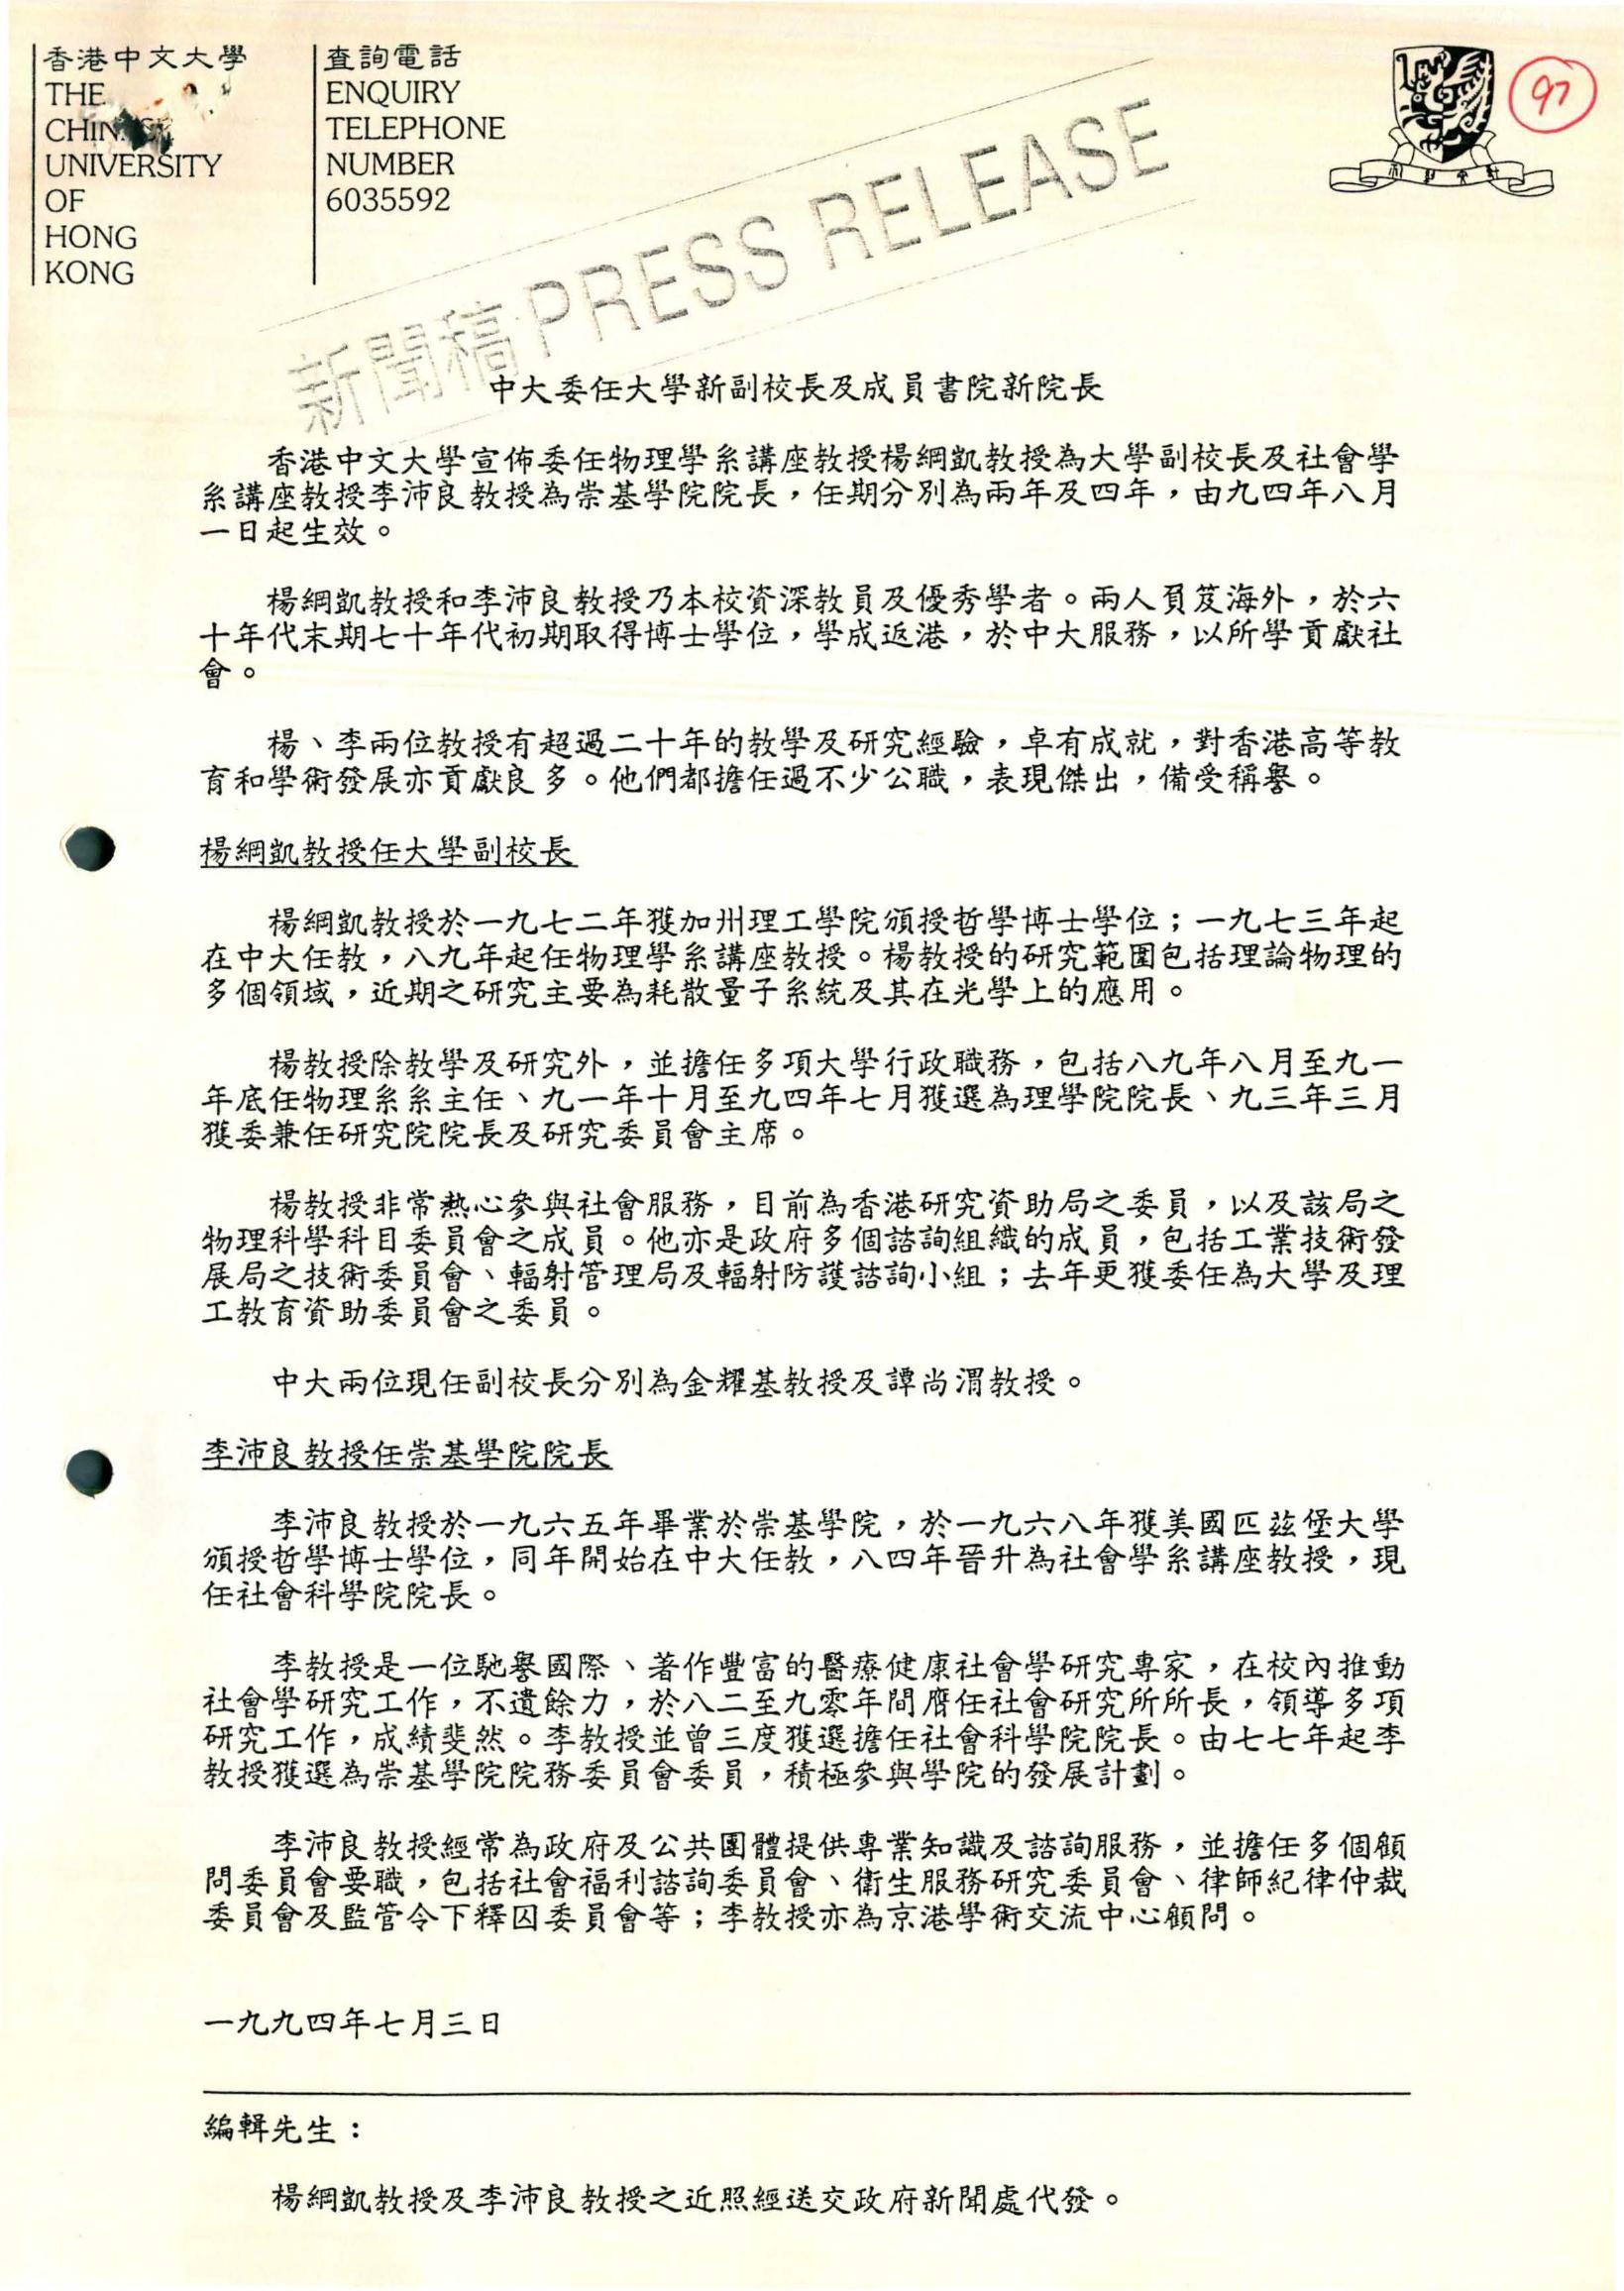 香港中文大學
THE
CHINESE
UNIVERSITY
OF
HONG
KONG
查詢電話
ENQUIRY
TELEPHONE
NUMBER
6035592
97
新聞稿 PRESS RELEASE
中大委任大學新副校長及成員書院新院長
香港中文大學宣佈委任物理學系講座教授楊綱凱教授為大學副校長及社會學
系講座教授李沛良教授為崇基學院院長，任期分別為兩年及四年，由九四年八月
一日起生效。
楊綱凱教授和李沛良教授乃本校資深教員及優秀學者。兩人負笈海外，於六
十年代末期七十年代初期取得博士學位，學成返港，於中大服務，以所學貢獻社
會。
楊、李兩位教授有超過二十年的教學及研究經驗，卓有成就，對香港高等教
育和學術發展亦貢獻良多。他們都擔任過不少公職，表現傑出，備受稱譽。
楊綱凱教授任大學副校長
楊綱凱教授於一九七二年獲加州理工學院頒授哲學博士學位；一九七三年起
在中大任教，八九年起任物理學系講座教授。楊教授的研究範圍包括理論物理的
多個領域，近期之研究主要為耗散量子系統及其在光學上的應用。
楊教授除教學及研究外，並擔任多項大學行政職務，包括八九年八月至九一
年底任物理系系主任、九一年十月至九四年七月獲選為理學院院長、九三年三月
獲委兼任研究院院長及研究委員會主席。
楊教授非常熱心參與社會服務，目前為香港研究資助局之委員，以及該局之
物理科學科目委員會之成員。他亦是政府多個諮詢組織的成員，包括工業技術發
展局之技術委員會、輻射管理局及輻射防護諮詢小組；去年更獲委任為大學及理
工教育資助委員會之委員。
中大兩位現任副校長分別為金耀基教授及譚尚渭教授。
李沛良教授任崇基學院院長
李沛良教授於一九六五年畢業於崇基學院，於一九六八年獲美國匹茲堡大學
頒授哲學博士學位，同年開始在中大任教，八四年晉升為社會學系講座教授，現
任社會科學院院長。
李教授是一位馳譽國際、著作豐富的醫療健康社會學研究專家，在校內推動
社會學研究工作，不遺餘力，於八二至九零年間膺任社會研究所所長，領導多項
研究工作，成績斐然。李教授並曾三度獲選擔任社會科學院院長。由七七年起李
教授獲選為崇基學院院務委員會委員，積極參與學院的發展計劃。
李沛良教授經常為政府及公共團體提供專業知識及諮詢服務，並擔任多個顧
問委員會要職，包括社會福利諮詢委員會、衛生服務研究委員會、律師紀律仲裁
委員會及監管令下釋囚委員會等；李教授亦為京港學術交流中心顧問。
一九九四年七月三日
編輯先生：
楊綱凱教授及李沛良教授之近照經送交政府新聞處代發。